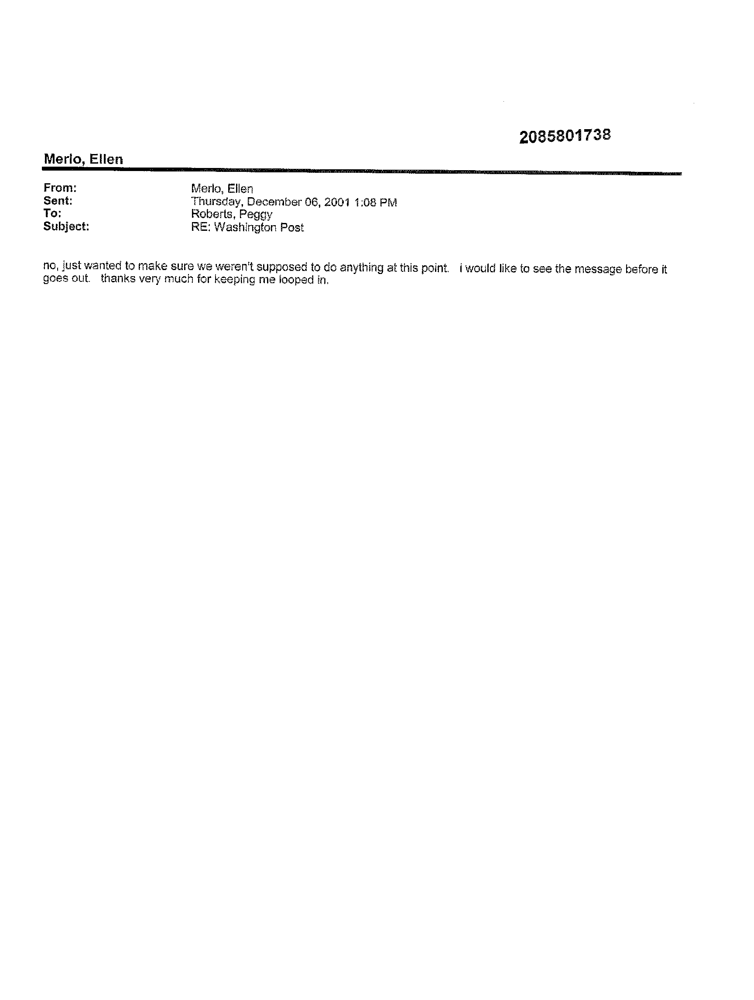 2085801738
Merlo, Ellen
From: Merlo, Ellen
Sent: Thursday, December 06, 2001 1:08 PM
To: Roberts, Peggy
Subject: RE: Washington Post
no, just wanted to make sure we weren't supposed to do anything at this point. i would like to see the message before it
goes out. thanks very much for keeping me looped in.